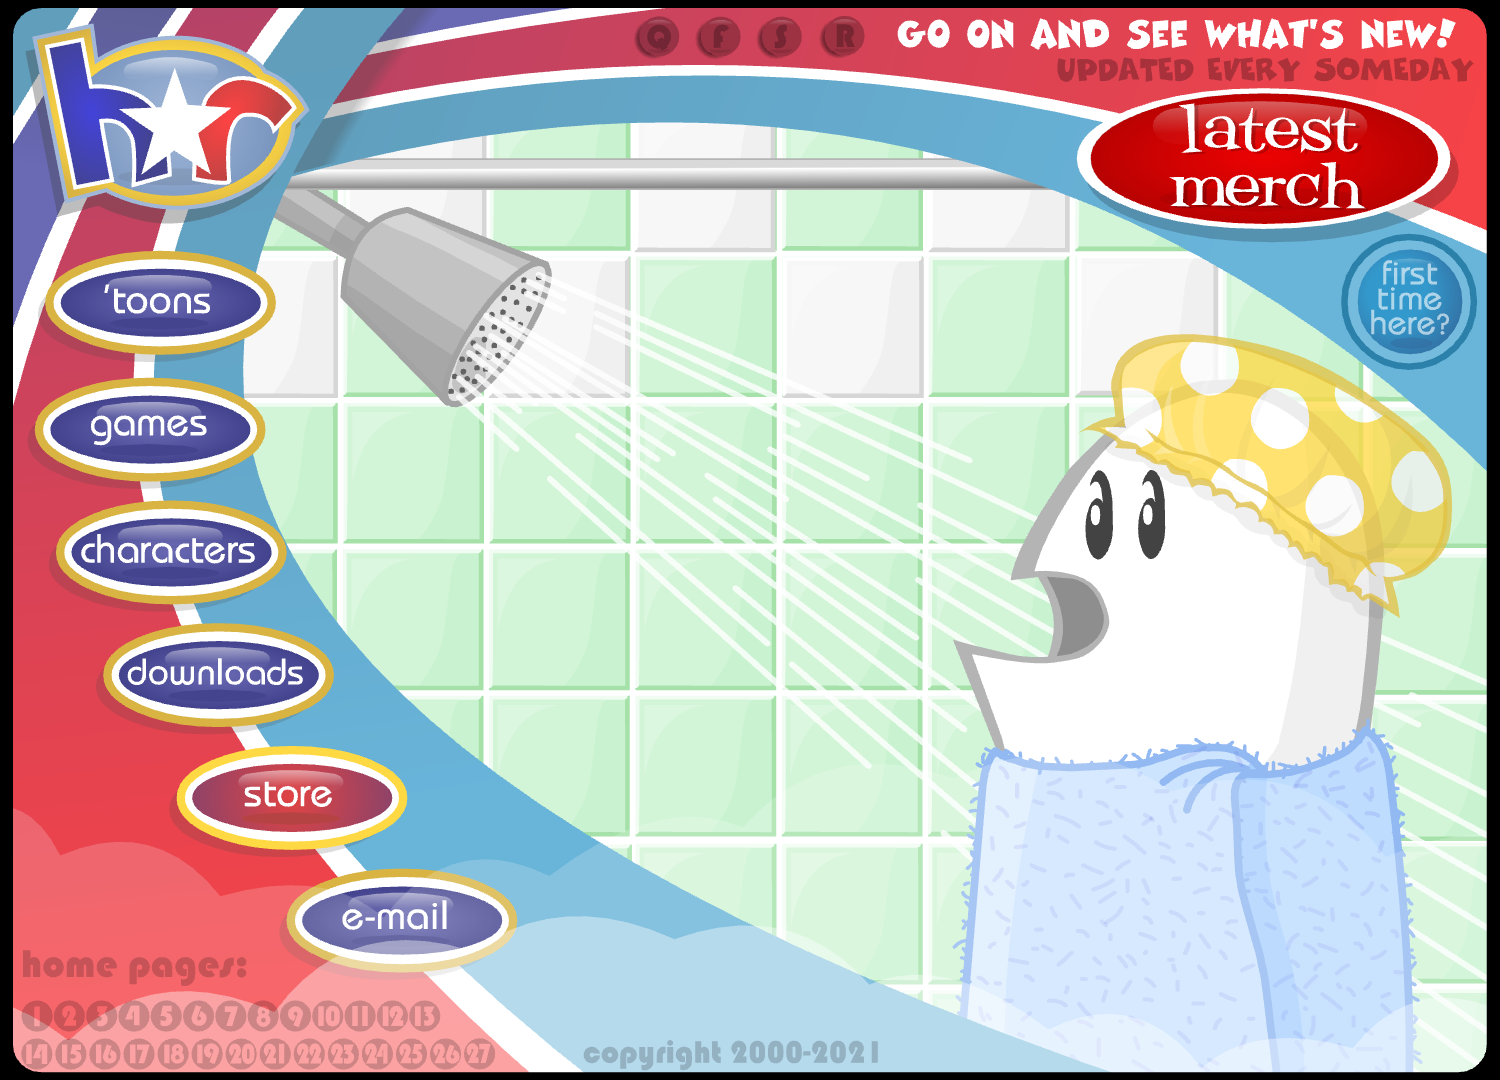 hr
Q F S R
GO ON AND SEE WHAT'S NEW!
UPDATED EVERY SOMEDAY
latest
merch
first
time
here?
'toons
games
characters
downloads
store
e-mail
home pages:
1 2 3 4 5 6 7 8 9 10 11 12 13
14 15 16 17 18 19 20 21 22 23 24 25 26 27
copyright 2000-2021